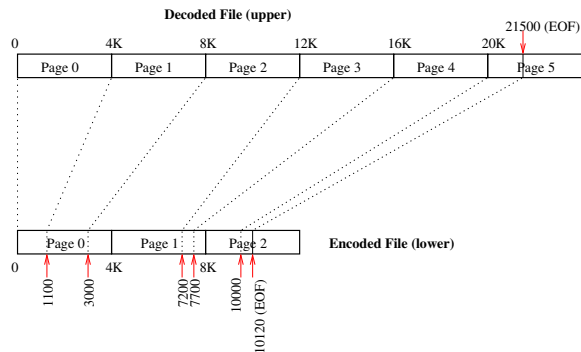 Decoded File (upper)
21500 (EOF)
0 4K 8K 12K 16K 20K
Page 0 Page 1 Page 2 Page 3 Page 4 Page 5
Page 0 Page 1 Page 2
Encoded File (lower)
0 4K 8K
1100
3000
7200
7700
10000
10120 (EOF)